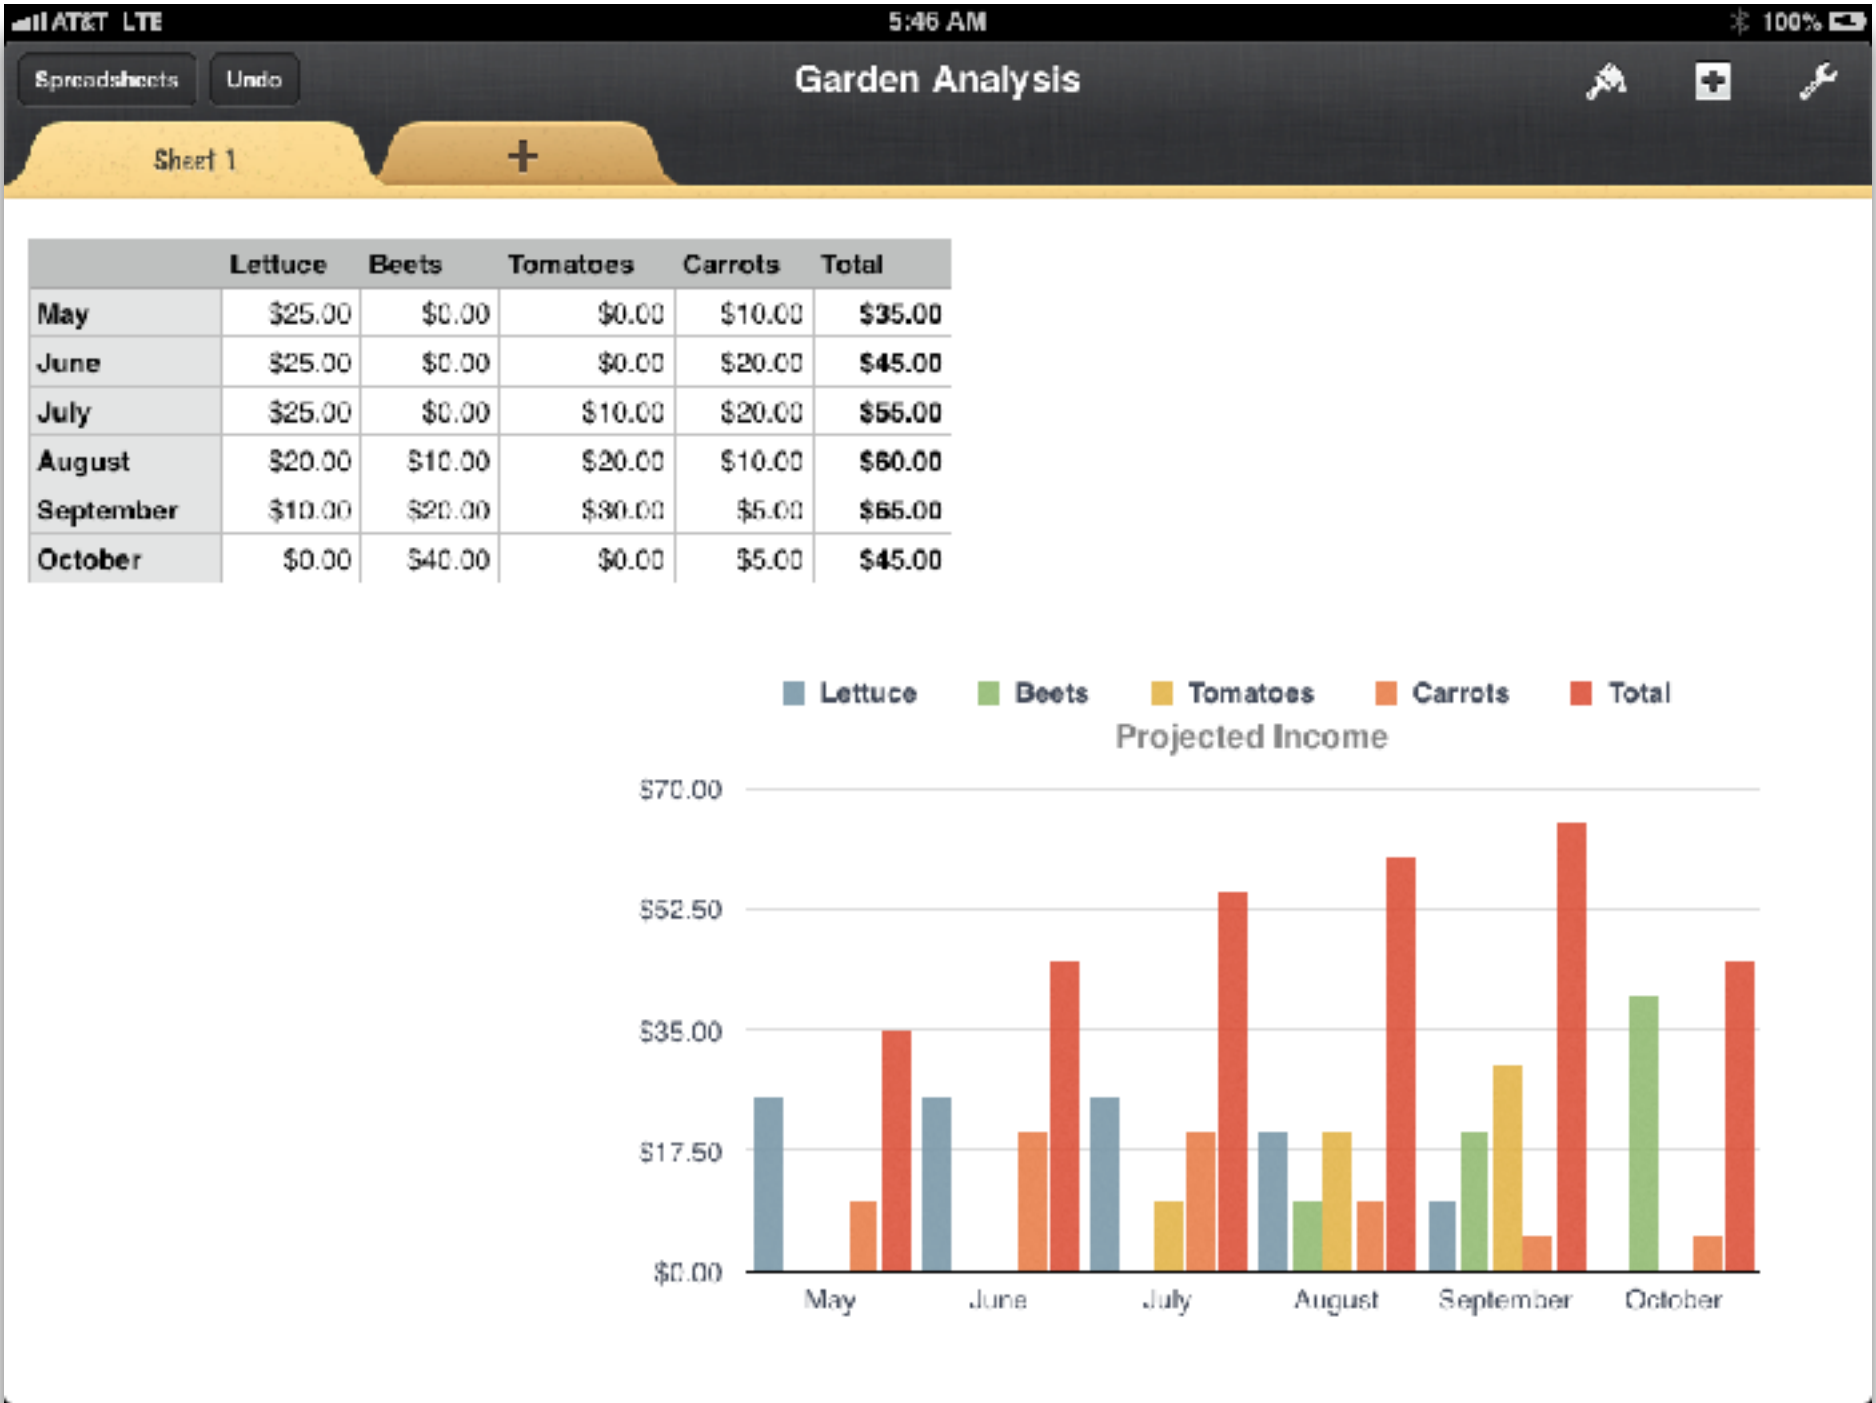 AT&T LTE 5:46 AM 100%
Spreadsheets Undo Garden Analysis
Sheet 1 +
Lettuce Beets Tomatoes Carrots Total
May $25.00 $0.00 $0.00 $10.00 $35.00
June $25.00 $0.00 $0.00 $20.00 $45.00
July $25.00 $0.00 $10.00 $20.00 $55.00
August $20.00 $10.00 $20.00 $10.00 $60.00
September $10.00 $20.00 $30.00 $5.00 $65.00
October $0.00 $40.00 $0.00 $5.00 $45.00
Lettuce Beets Tomatoes Carrots Total
Projected Income
$70.00
$52.50
$35.00
$17.50
$0.00
May June July August September October